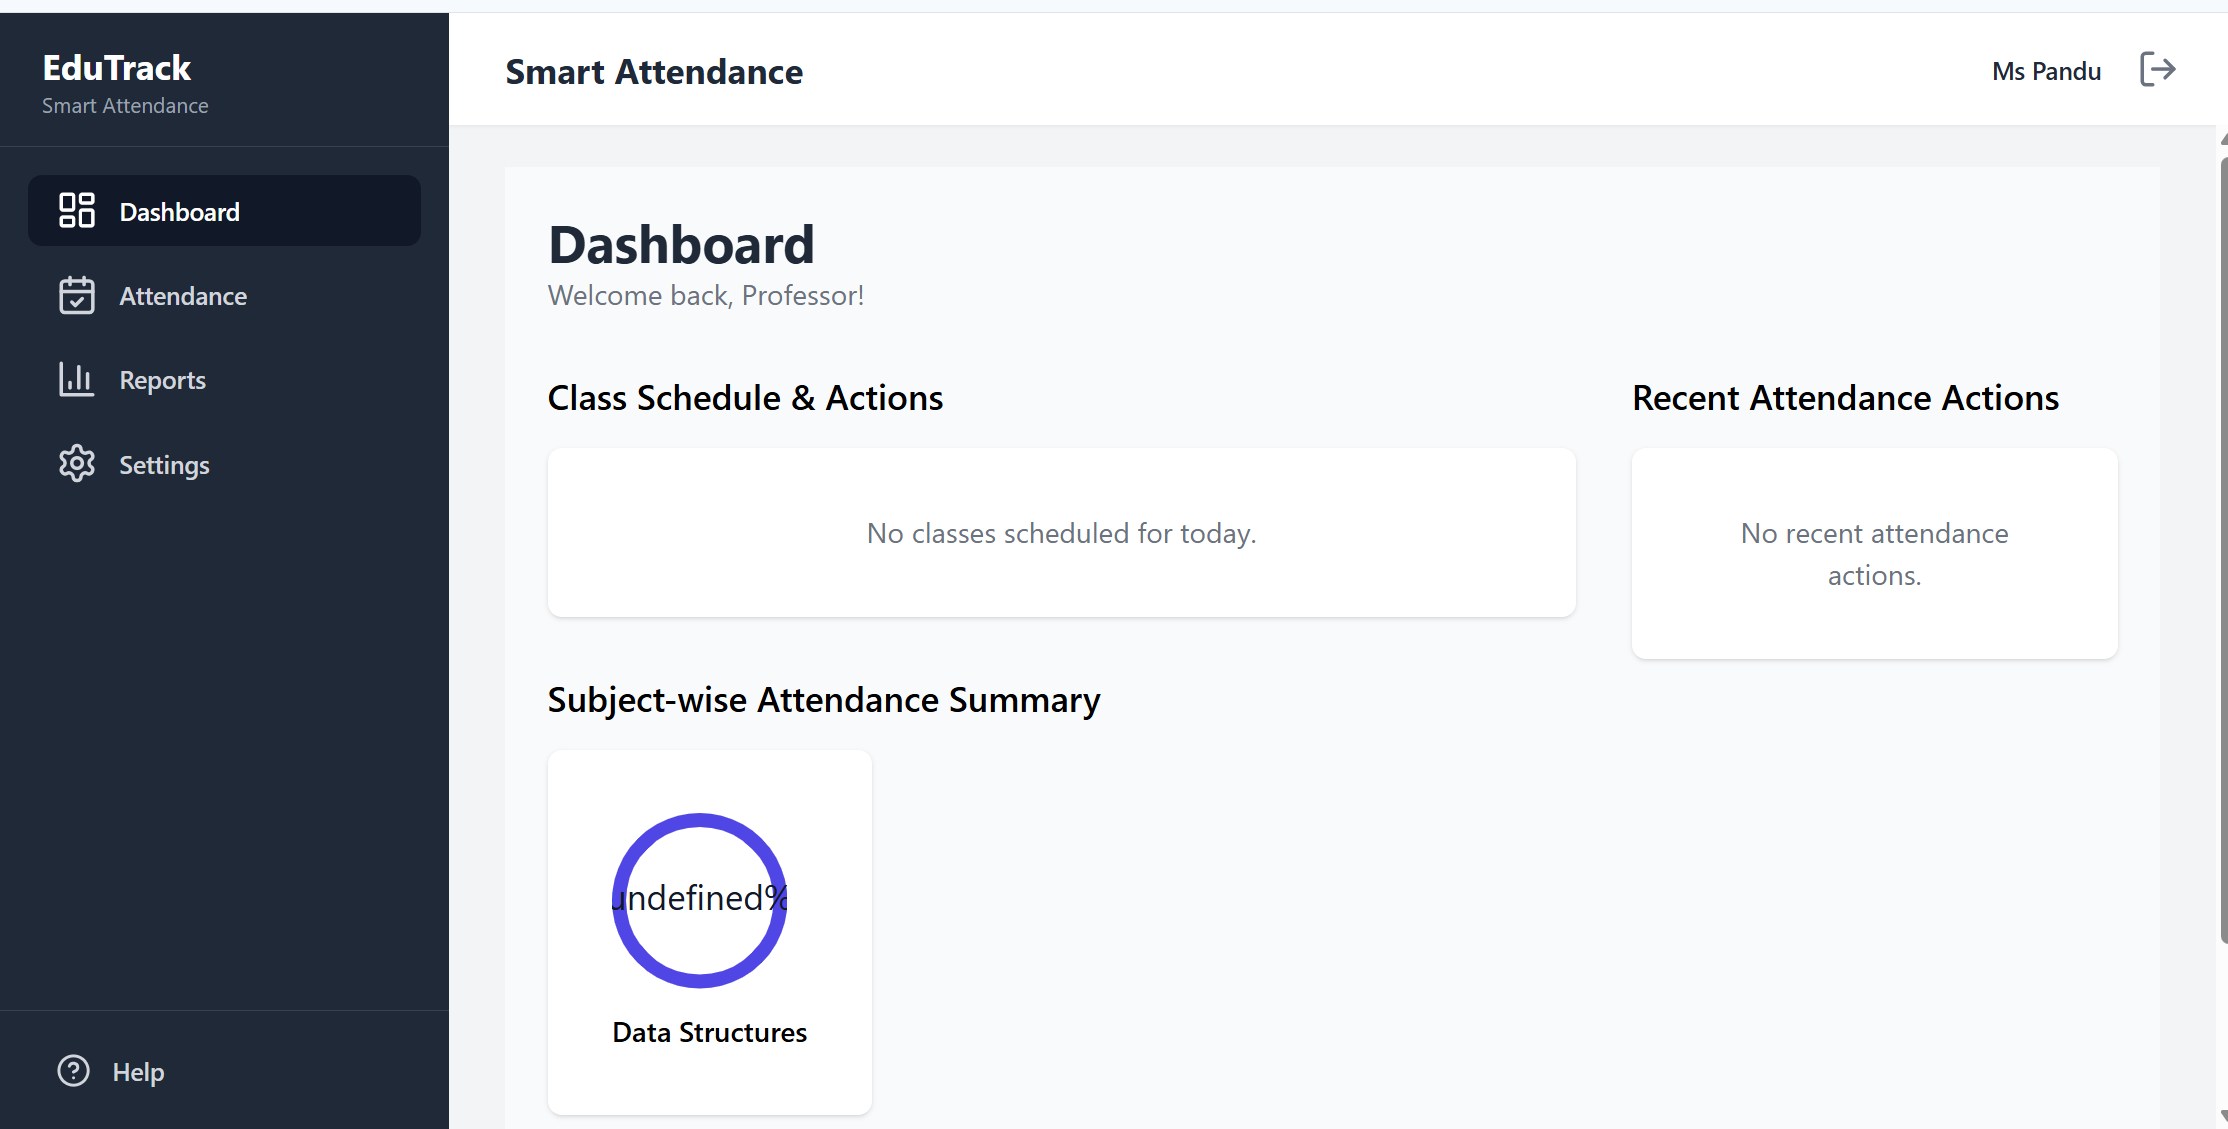 EduTrack
Smart Attendance
Dashboard
Attendance
Reports
Settings
Help
Smart Attendance
Ms Pandu
Dashboard
Welcome back, Professor!
Class Schedule & Actions
No classes scheduled for today.
Recent Attendance Actions
No recent attendance
actions.
Subject-wise Attendance Summary
undefined%
Data Structures